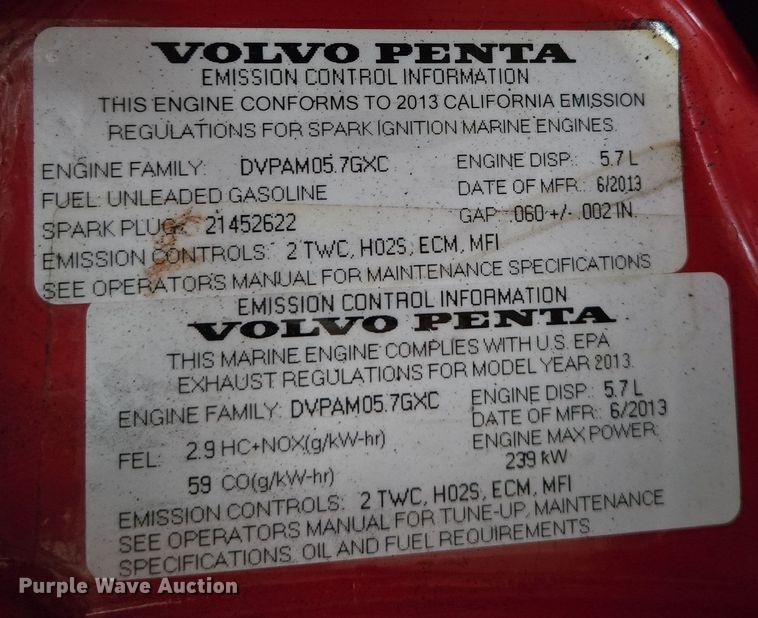 VOLVO PENTA
EMISSION CONTROL INFORMATION
THIS ENGINE CONFORMS TO 2013 CALIFORNIA EMISSION
REGULATIONS FOR SPARK IGNITION MARINE ENGINES.
ENGINE FAMILY: DVPAM05.7GXC ENGINE DISP.: 5.7 L
FUEL: UNLEADED GASOLINE DATE OF MFR.: 6/2013
SPARK PLUG: 21452622 GAP: .060 +/- .002 IN.
EMISSION CONTROLS: 2 TWC, HO2S, ECM, MFI
SEE OPERATORS MANUAL FOR MAINTENANCE SPECIFICATIONS
EMISSION CONTROL INFORMATION
VOLVO PENTA
THIS MARINE ENGINE COMPLIES WITH U.S. EPA
EXHAUST REGULATIONS FOR MODEL YEAR 2013.
ENGINE FAMILY: DVPAM05.7GXC ENGINE DISP.: 5.7 L
DATE OF MFR.: 6/2013
FEL: 2.9 HC+NOX(g/kW-hr) ENGINE MAX POWER:
59 CO(g/kW-hr) 239 kW
EMISSION CONTROLS: 2 TWC, HO2S, ECM, MFI
SEE OPERATORS MANUAL FOR TUNE-UP, MAINTENANCE
SPECIFICATIONS, OIL AND FUEL REQUIREMENTS.
Purple Wave Auction